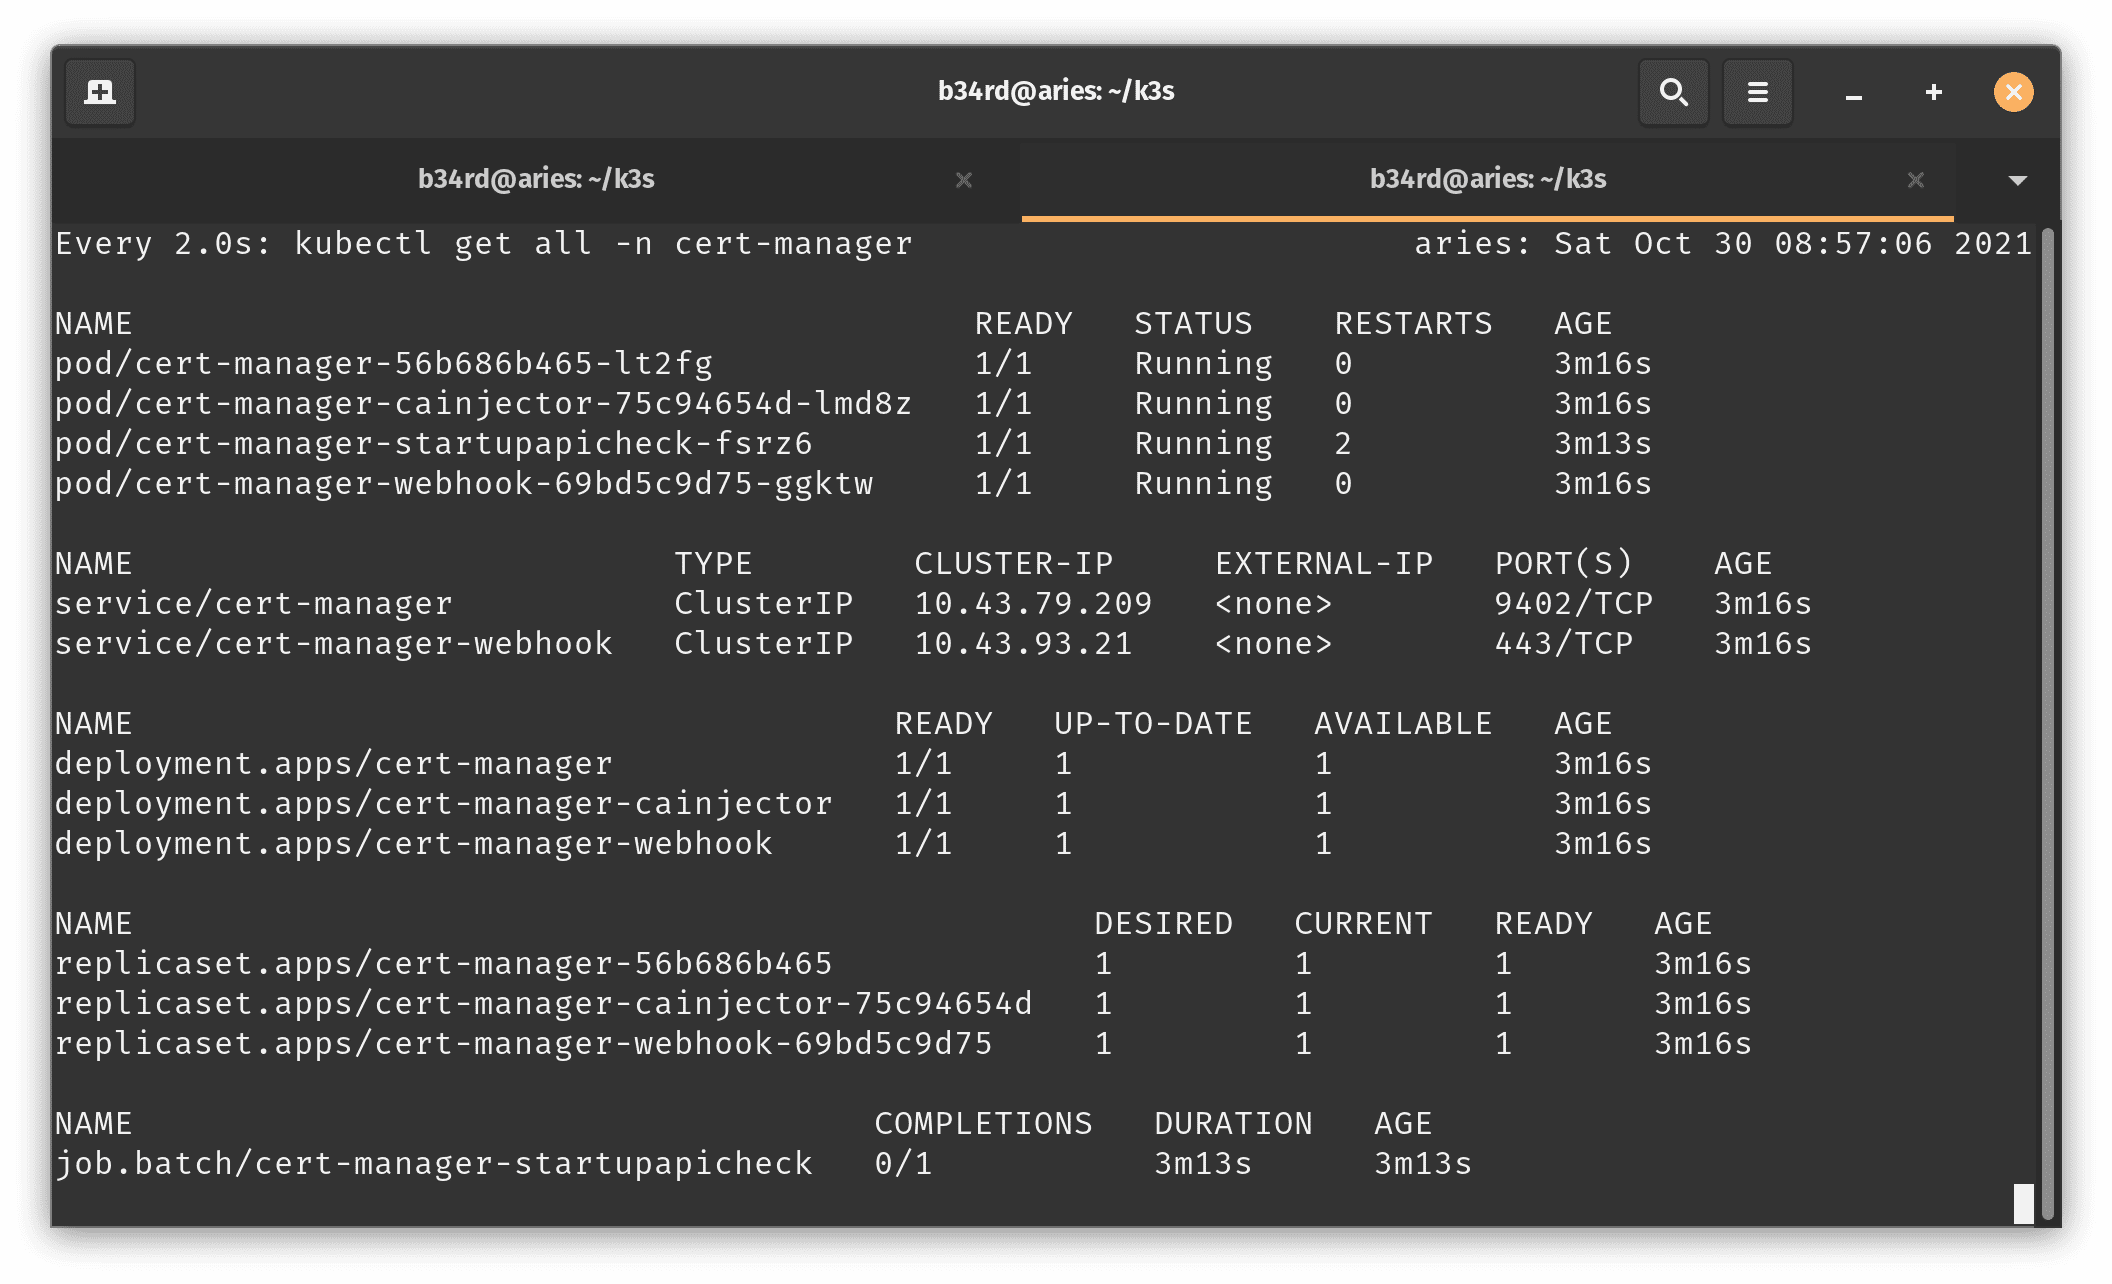 b34rd@aries: ~/k3s
b34rd@aries: ~/k3s
b34rd@aries: ~/k3s
Every 2.0s: kubectl get all -n cert-manager aries: Sat Oct 30 08:57:06 2021
NAME READY STATUS RESTARTS AGE
pod/cert-manager-56b686b465-lt2fg 1/1 Running 0 3m16s
pod/cert-manager-cainjector-75c94654d-lmd8z 1/1 Running 0 3m16s
pod/cert-manager-startupapicheck-fsrz6 1/1 Running 2 3m13s
pod/cert-manager-webhook-69bd5c9d75-ggktw 1/1 Running 0 3m16s
NAME TYPE CLUSTER-IP EXTERNAL-IP PORT(S) AGE
service/cert-manager ClusterIP 10.43.79.209 <none> 9402/TCP 3m16s
service/cert-manager-webhook ClusterIP 10.43.93.21 <none> 443/TCP 3m16s
NAME READY UP-TO-DATE AVAILABLE AGE
deployment.apps/cert-manager 1/1 1 1 3m16s
deployment.apps/cert-manager-cainjector 1/1 1 1 3m16s
deployment.apps/cert-manager-webhook 1/1 1 1 3m16s
NAME DESIRED CURRENT READY AGE
replicaset.apps/cert-manager-56b686b465 1 1 1 3m16s
replicaset.apps/cert-manager-cainjector-75c94654d 1 1 1 3m16s
replicaset.apps/cert-manager-webhook-69bd5c9d75 1 1 1 3m16s
NAME COMPLETIONS DURATION AGE
job.batch/cert-manager-startupapicheck 0/1 3m13s 3m13s